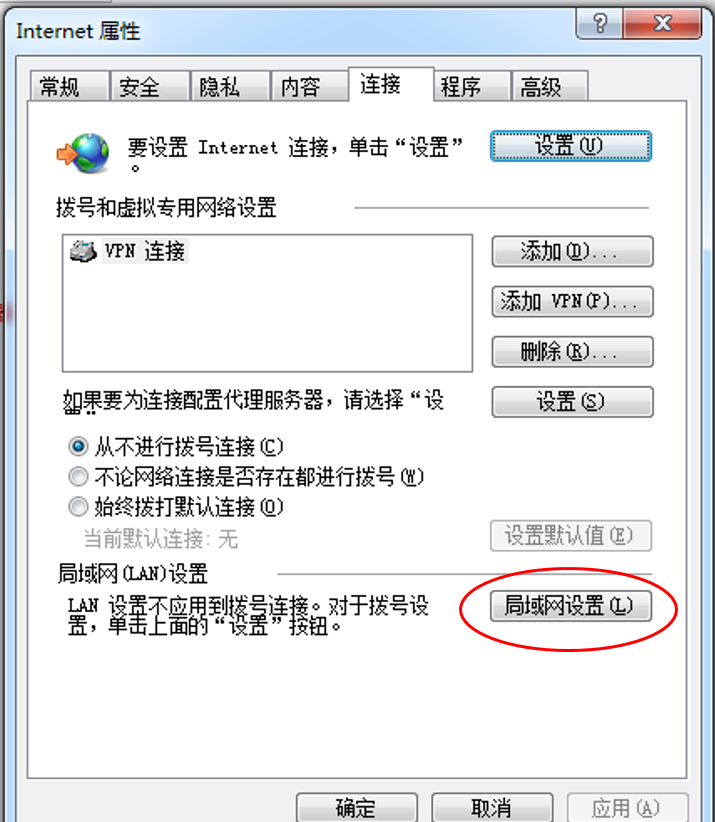 Internet 属性
常规 安全 隐私 内容 连接 程序 高级
要设置 Internet 连接，单击“设置” 设置(U)
。
拨号和虚拟专用网络设置
VPN 连接 添加(D)...
添加 VPN(P)...
删除(R)...
如果要为连接配置代理服务器，请选择“设 设置(S)
从不进行拨号连接(C)
不论网络连接是否存在都进行拨号(W)
始终拨打默认连接(O)
当前默认连接: 无 设置默认值(E)
局域网(LAN)设置
LAN 设置不应用到拨号连接。对于拨号设 局域网设置(L)
置，单击上面的“设置”按钮。
确定 取消 应用(A)